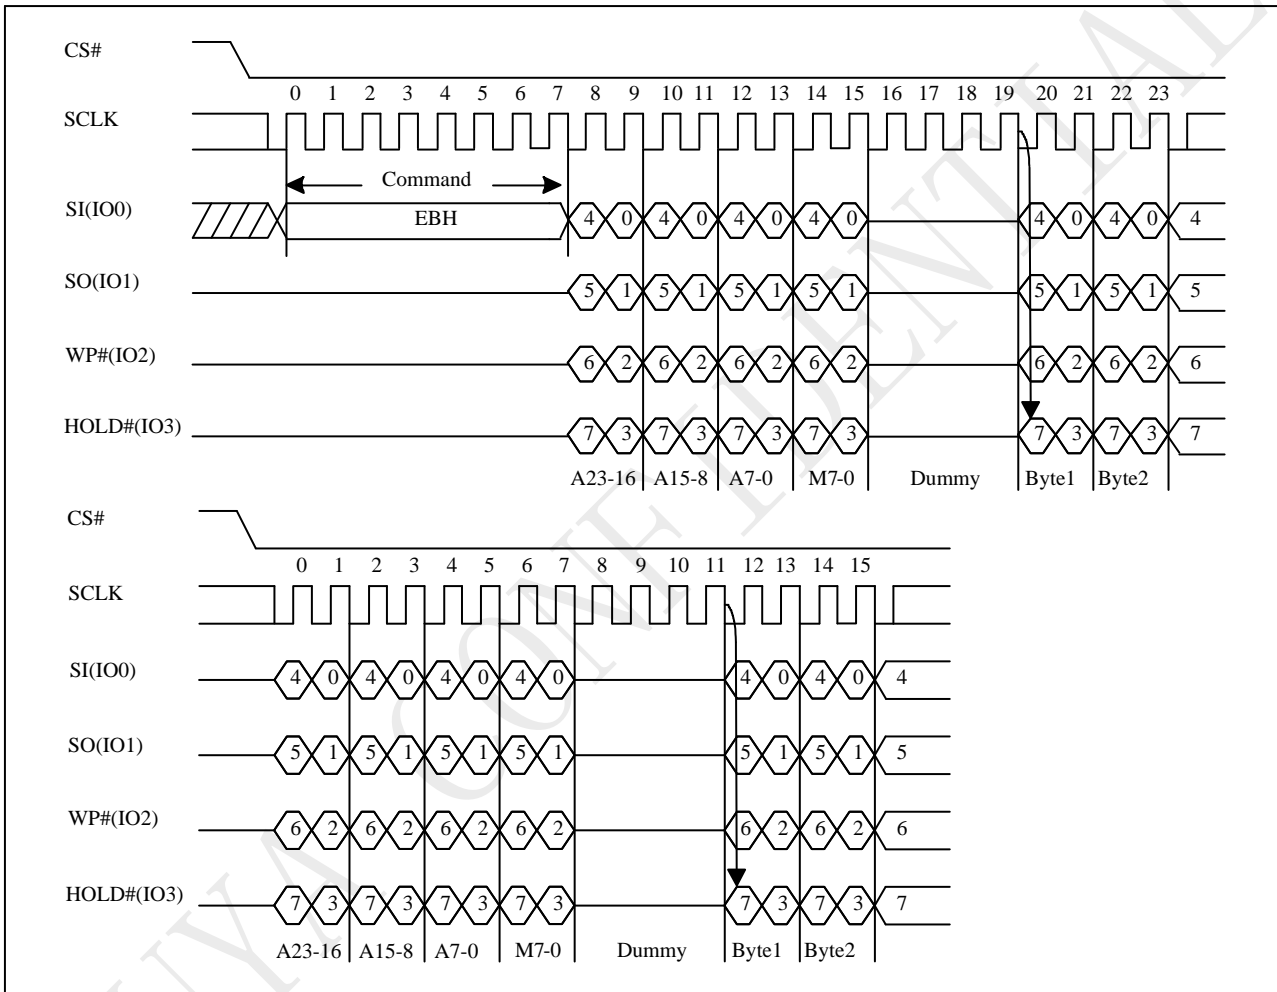 CS#
0 1 2 3 4 5 6 7 8 9 10 11 12 13 14 15 16 17 18 19 20 21 22 23
SCLK
Command
SI(IO0) EBH 4 0 4 0 4 0 4 0 4 0 4 0 4
SO(IO1) 5 1 5 1 5 1 5 1 5 1 5 1 5
WP#(IO2) 6 2 6 2 6 2 6 2 6 2 6 2 6
HOLD#(IO3) 7 3 7 3 7 3 7 3 7 3 7 3 7
A23-16 A15-8 A7-0 M7-0 Dummy Byte1 Byte2
CS#
0 1 2 3 4 5 6 7 8 9 10 11 12 13 14 15
SCLK
SI(IO0) 4 0 4 0 4 0 4 0 4 0 4 0 4
SO(IO1) 5 1 5 1 5 1 5 1 5 1 5 1 5
WP#(IO2) 6 2 6 2 6 2 6 2 6 2 6 2 6
HOLD#(IO3) 7 3 7 3 7 3 7 3 7 3 7 3 7
A23-16 A15-8 A7-0 M7-0 Dummy Byte1 Byte2
UYA CONFIDENTIAL